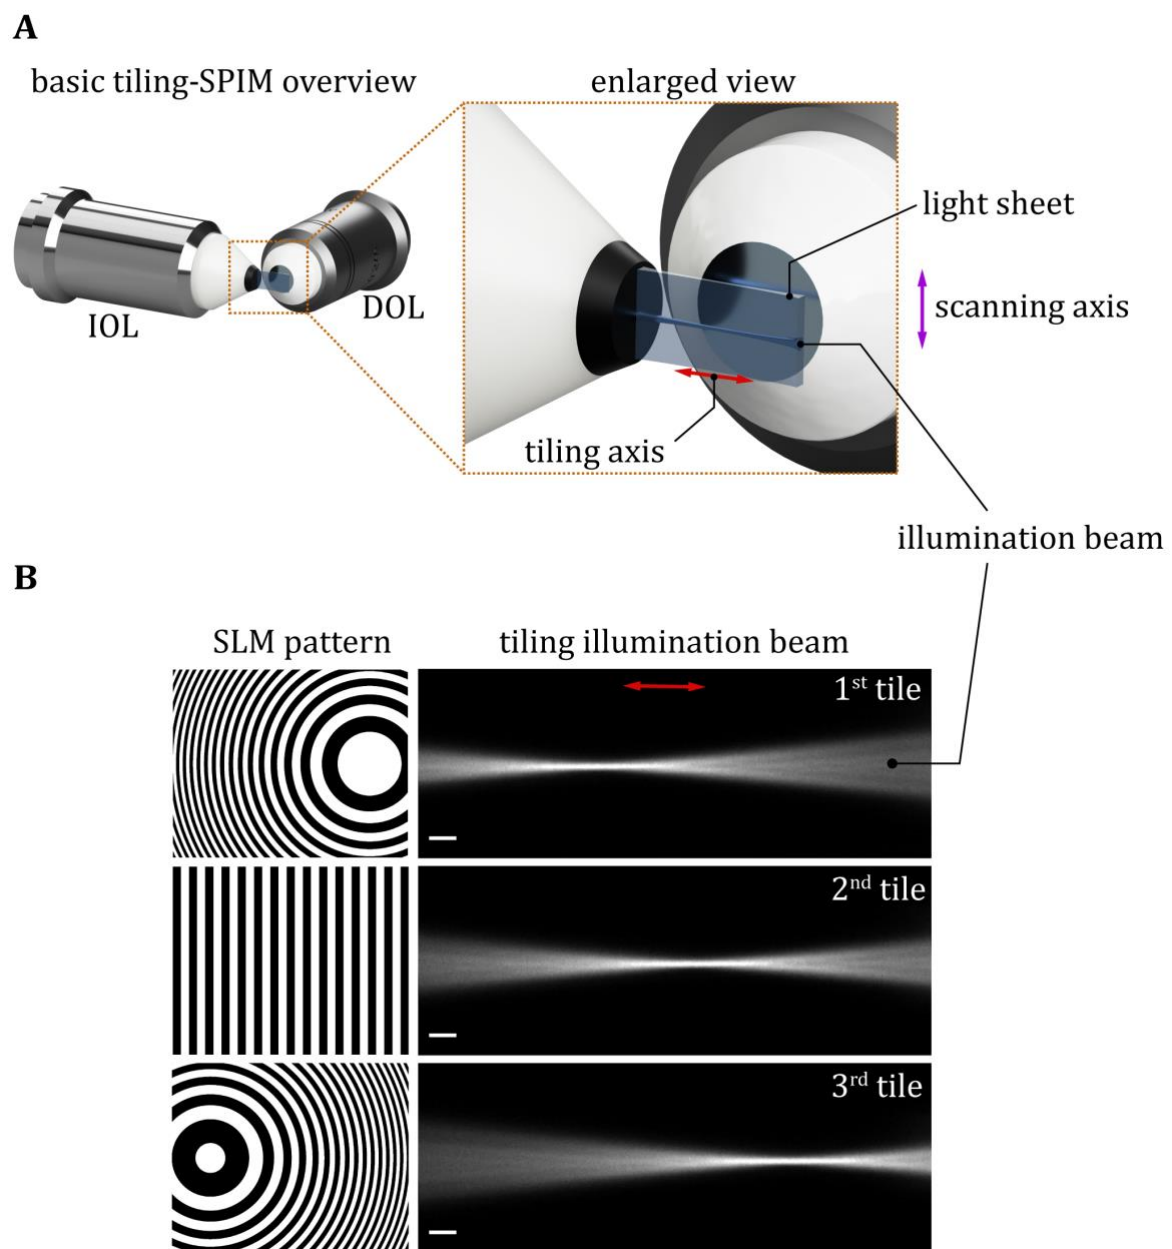 A
basic tiling-SPIM overview
enlarged view
light sheet
scanning axis
IOL
DOL
tiling axis
illumination beam
B
SLM pattern
tiling illumination beam
1st tile
2nd tile
3rd tile